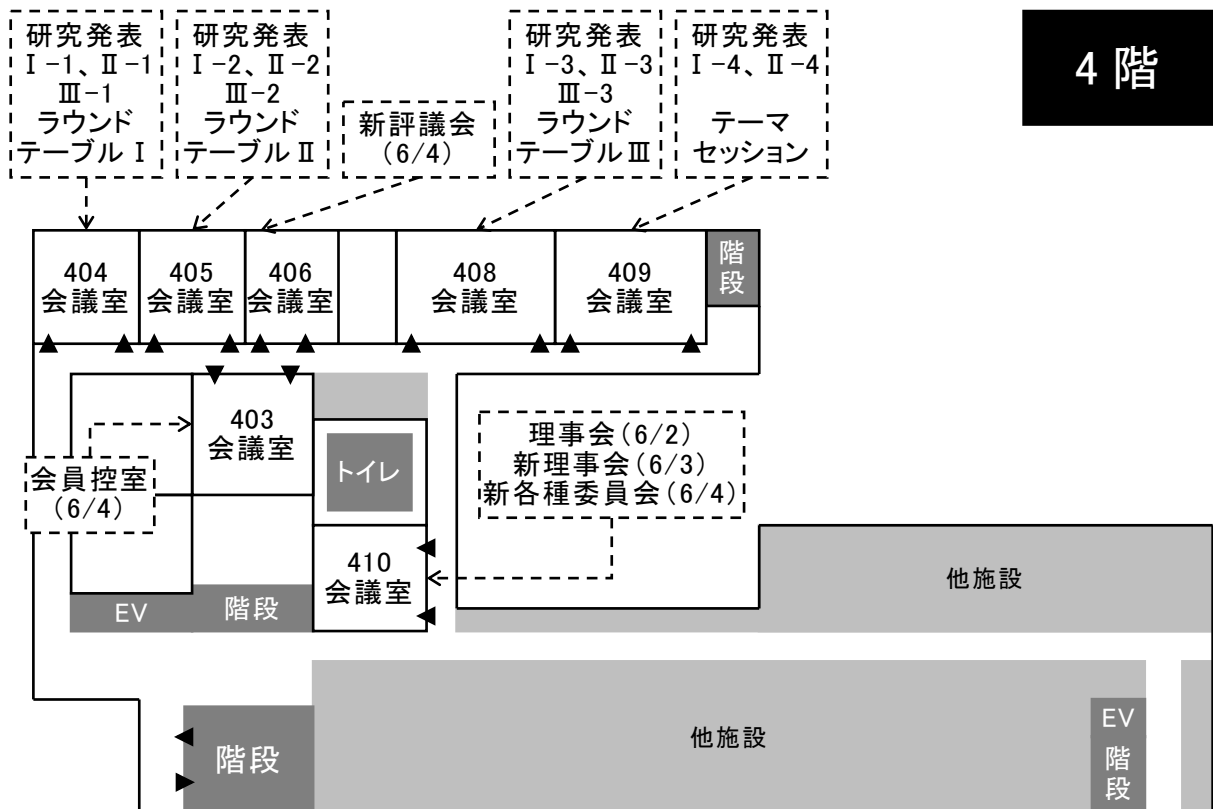 研究発表
Ⅰ-1、Ⅱ-1
Ⅲ-1
ラウンド
テーブルⅠ
研究発表
Ⅰ-2、Ⅱ-2
Ⅲ-2
ラウンド
テーブルⅡ
新評議会
(6/4)
研究発表
Ⅰ-3、Ⅱ-3
Ⅲ-3
ラウンド
テーブルⅢ
研究発表
Ⅰ-4、Ⅱ-4
テーマ
セッション
4階
404
会議室
405
会議室
406
会議室
408
会議室
409
会議室
階段
403
会議室
トイレ
会員控室
(6/4)
理事会(6/2)
新理事会(6/3)
新各種委員会(6/4)
410
会議室
EV
階段
他施設
階段
他施設
EV
階段